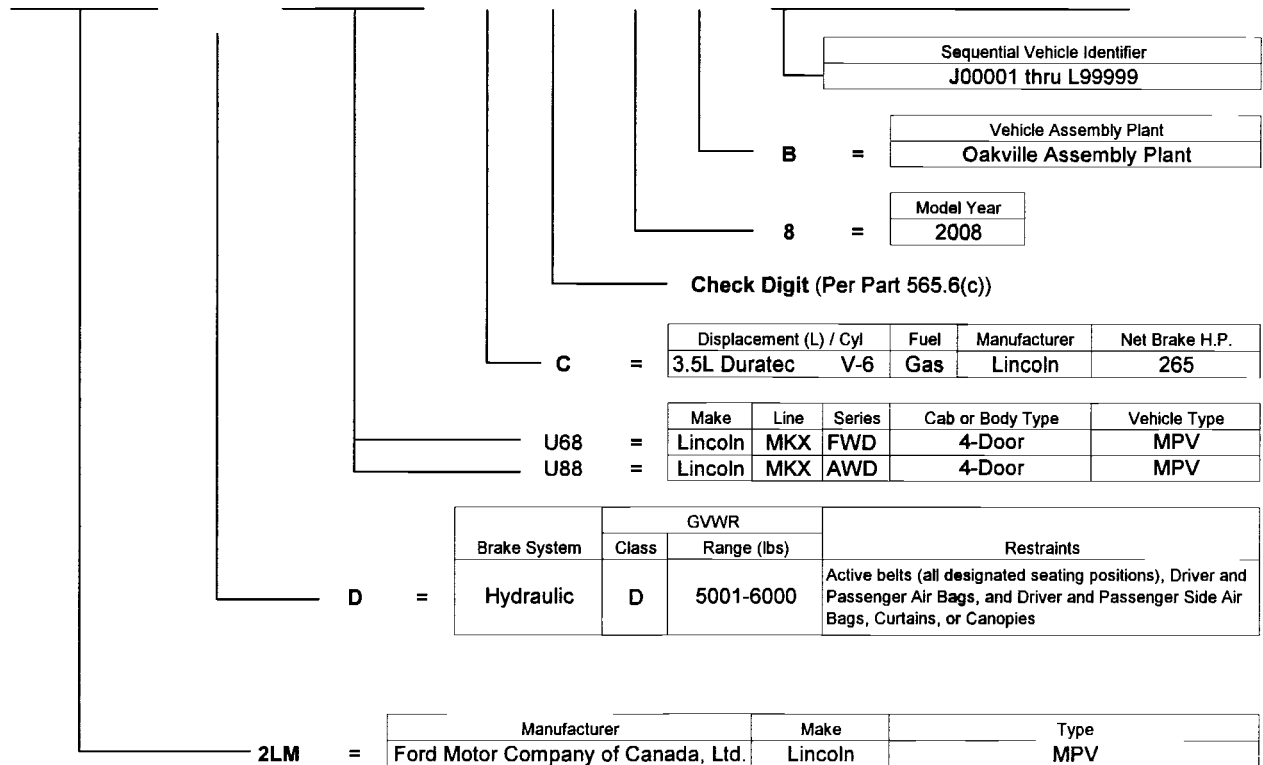 Sequential Vehicle Identifier
J00001 thru L99999
Vehicle Assembly Plant
B = Oakville Assembly Plant
Model Year
8 = 2008
Check Digit (Per Part 565.6(c))
Displacement (L) / Cyl Fuel Manufacturer Net Brake H.P.
C = 3.5L Duratec V-6 Gas Lincoln 265
Make Line Series Cab or Body Type Vehicle Type
U68 = Lincoln MKX FWD 4-Door MPV
U88 = Lincoln MKX AWD 4-Door MPV
GVWR
Brake System Class Range (lbs) Restraints
D = Hydraulic D 5001-6000 Active belts (all designated seating positions), Driver and
Passenger Air Bags, and Driver and Passenger Side Air
Bags, Curtains, or Canopies
Manufacturer Make Type
2LM = Ford Motor Company of Canada, Ltd. Lincoln MPV